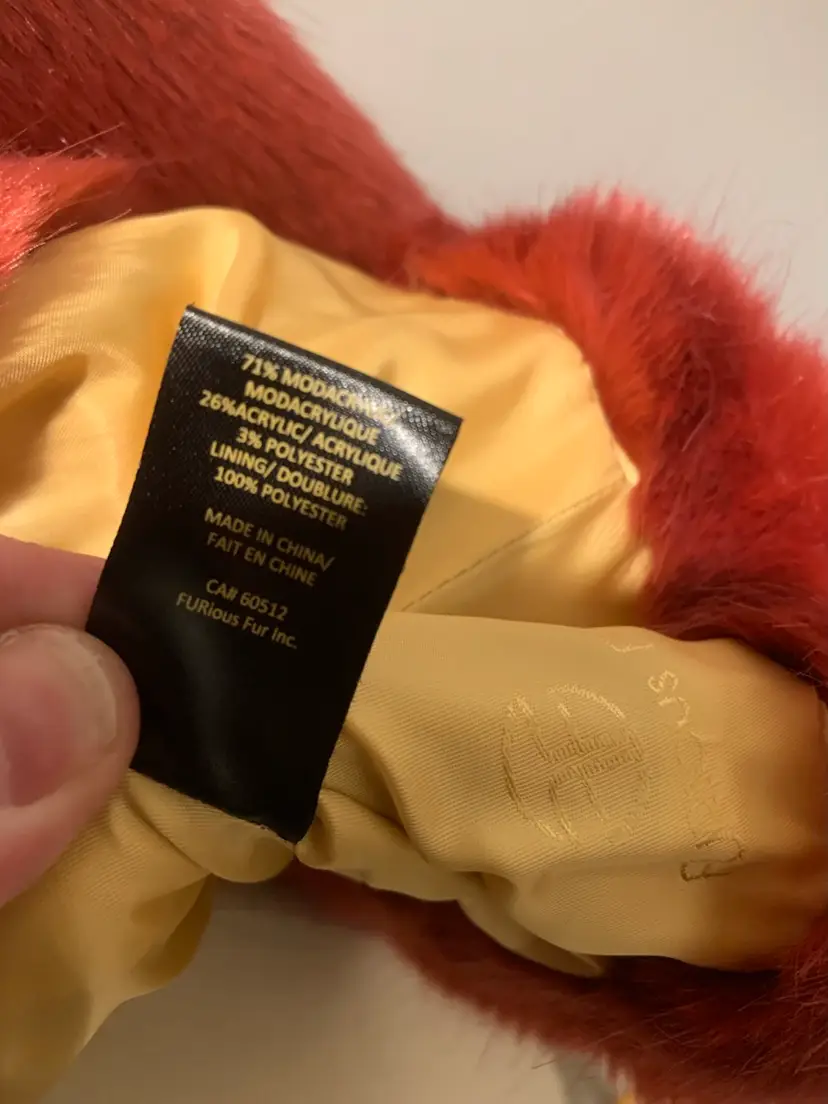 71% MODACRYLIC/
MODACRYLIQUE
26%ACRYLIC/ ACRYLIQUE
3% POLYESTER
LINING/ DOUBLURE:
100% POLYESTER
MADE IN CHINA/
FAIT EN CHINE
CA# 60512
FURious Fur Inc.